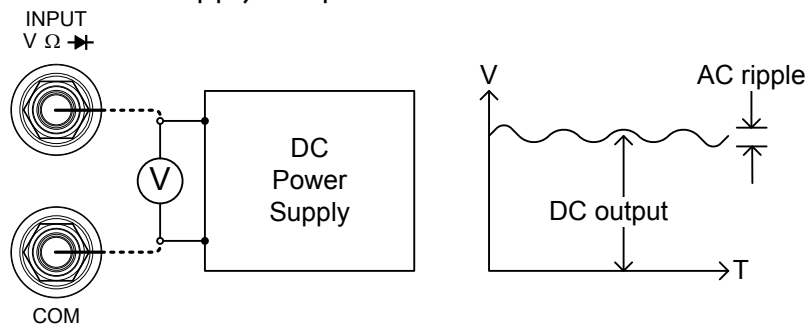 INPUT
V Ω
COM
V
DC
Power
Supply
V
AC ripple
DC output
T